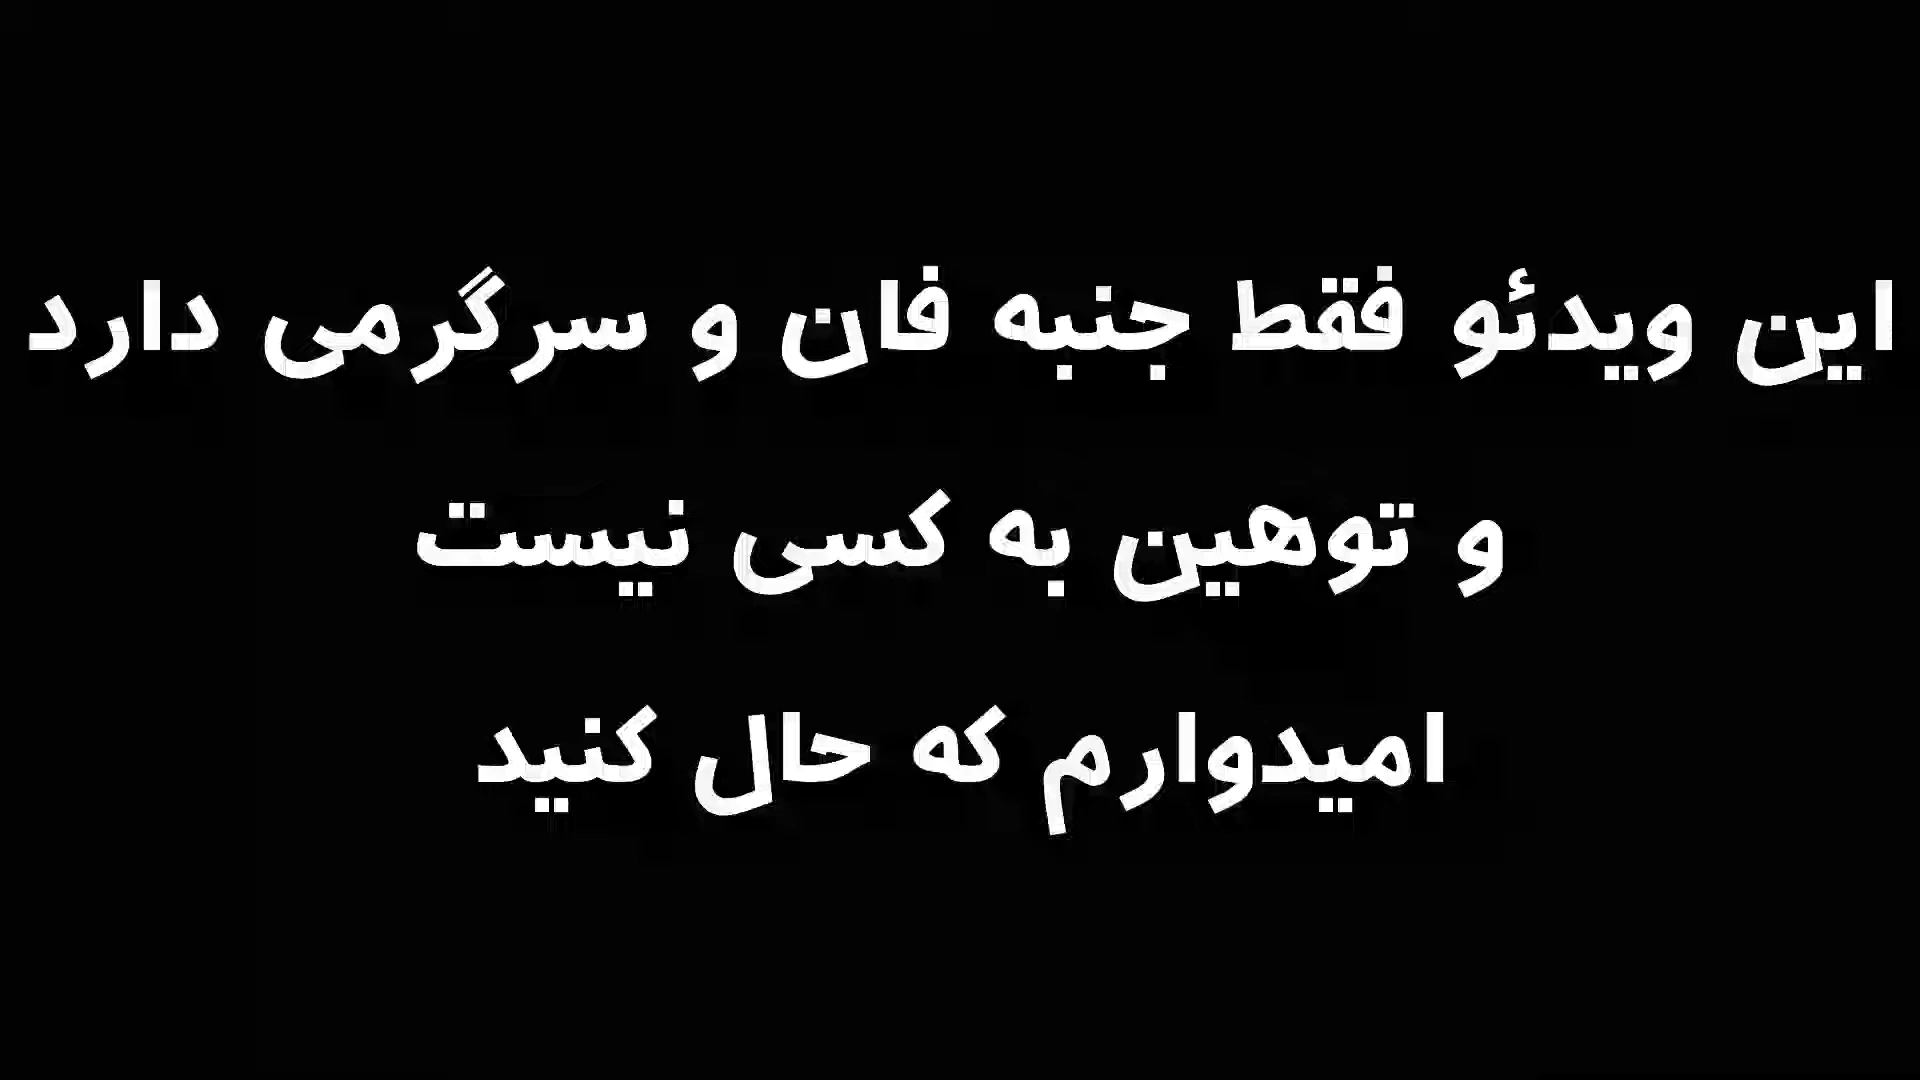 این ویدئو فقط جنبه فان و سرگرمی دارد
و توهین به کسی نیست
امیدوارم که حال کنید